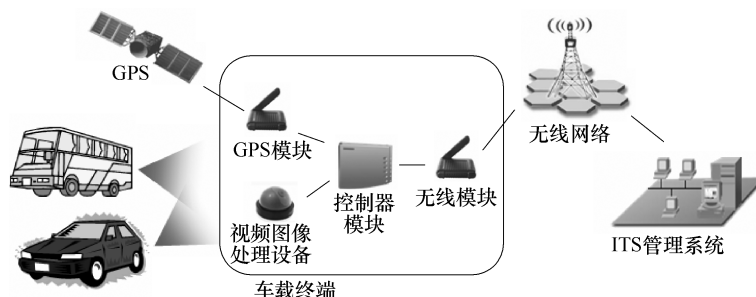 GPS
GPS模块
视频图像
处理设备
控制器
模块
无线模块
无线网络
ITS管理系统
车载终端